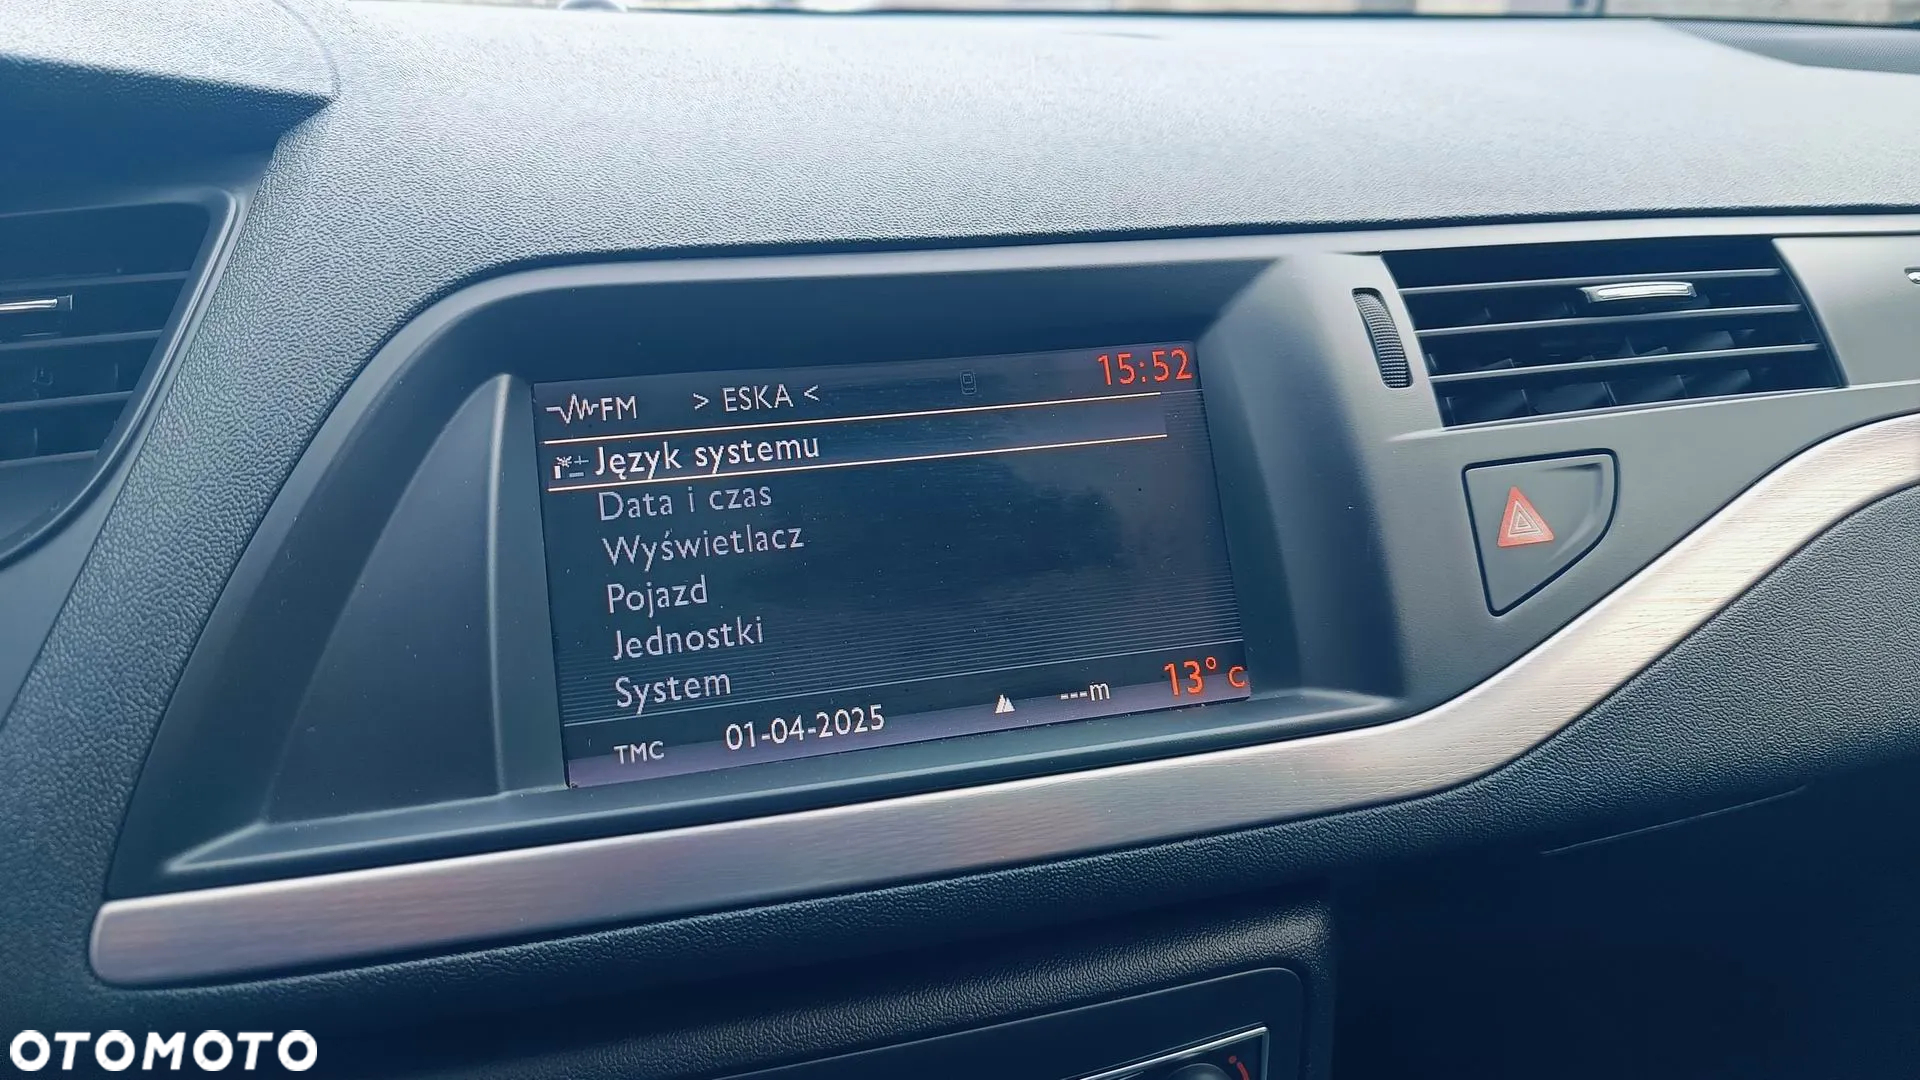 FM > ESKA < 15:52
Język systemu
Data i czas
Wyświetlacz
Pojazd
Jednostki
System
TMC 01-04-2025 ---m 13°C
OTOMOTO